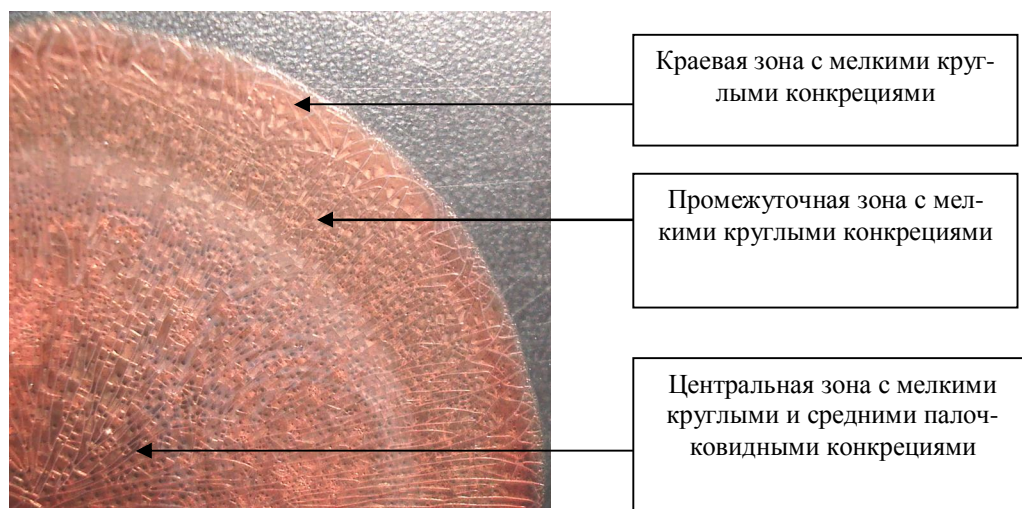 Краевая зона с мелкими круг-
лыми конкрециями
Промежуточная зона с мел-
кими круглыми конкрециями
Центральная зона с мелкими
круглыми и средними палоч-
ковидными конкрециями